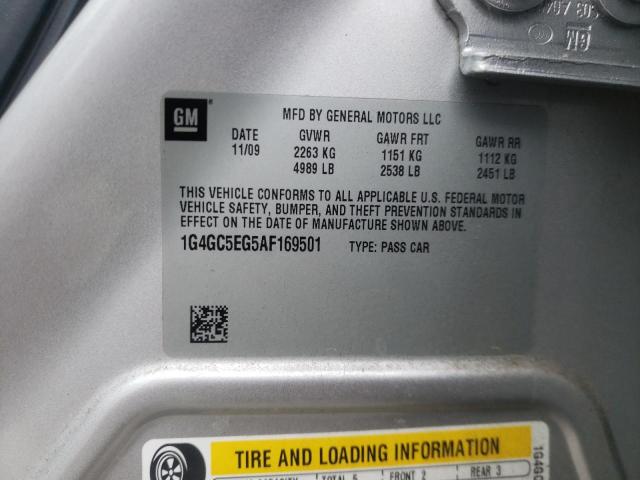 GM
MFD BY GENERAL MOTORS LLC
DATE GVWR GAWR FRT GAWR RR
11/09 2263 KG 1151 KG 1112 KG
4989 LB 2538 LB 2451 LB
THIS VEHICLE CONFORMS TO ALL APPLICABLE U.S. FEDERAL MOTOR
VEHICLE SAFETY, BUMPER, AND THEFT PREVENTION STANDARDS IN
EFFECT ON THE DATE OF MANUFACTURE SHOWN ABOVE.
1G4GC5EG5AF169501 TYPE: PASS CAR
TIRE AND LOADING INFORMATION
TOTAL 5 FRONT 2 REAR 3
GM